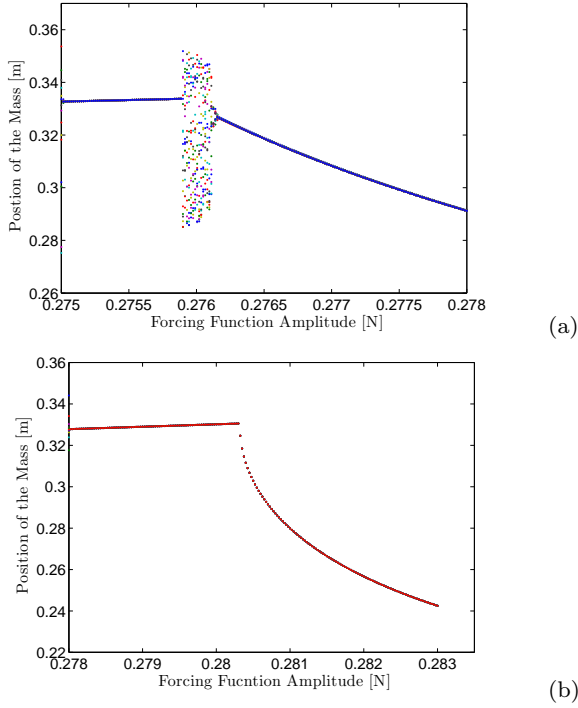 0.36
0.34
0.32
0.3
0.28
0.26
Postion of the Mass [m]
0.275 0.2755 0.276 0.2765 0.277 0.2775 0.278
Forcing Function Amplitude [N]
(a)
0.36
0.34
0.32
0.3
0.28
0.26
0.24
0.22
Position of the Mass [m]
0.278 0.279 0.28 0.281 0.282 0.283
Forcing Fucntion Amplitude [N]
(b)